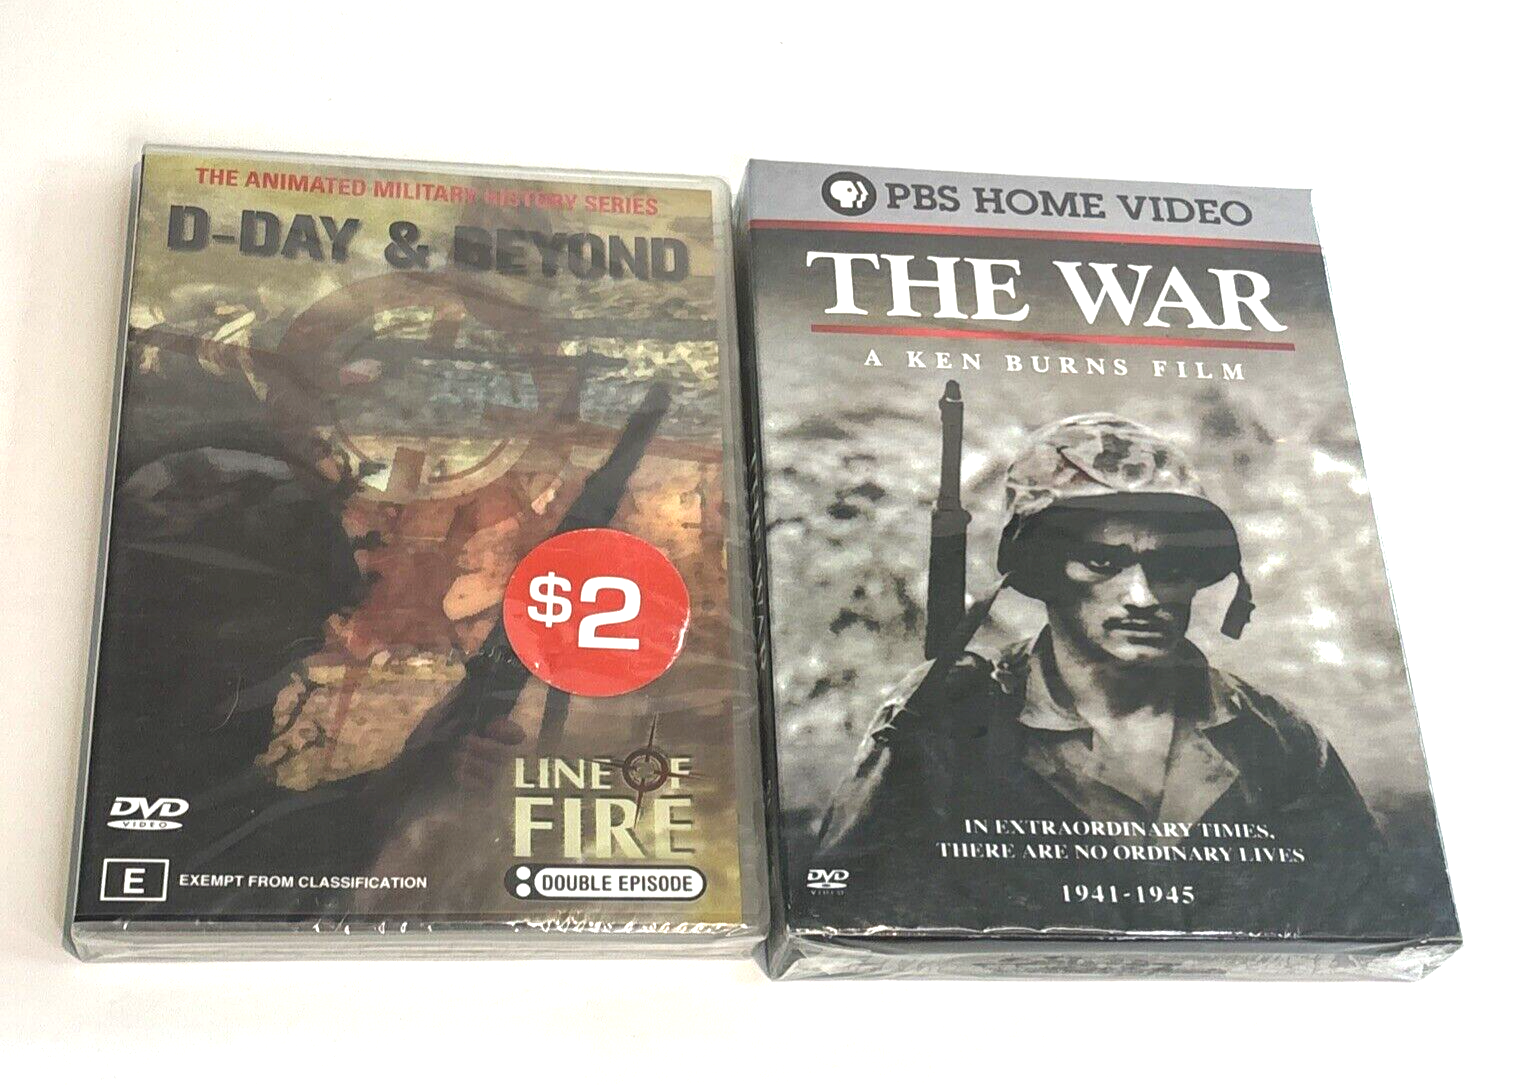 THE ANIMATED MILITARY HISTORY SERIES
D-DAY & BEYOND
$2
LINE OF
FIRE
DOUBLE EPISODE
DVD
VIDEO
E
EXEMPT FROM CLASSIFICATION
PBS HOME VIDEO
THE WAR
A KEN BURNS FILM
IN EXTRAORDINARY TIMES,
THERE ARE NO ORDINARY LIVES
1941-1945
DVD
VIDEO